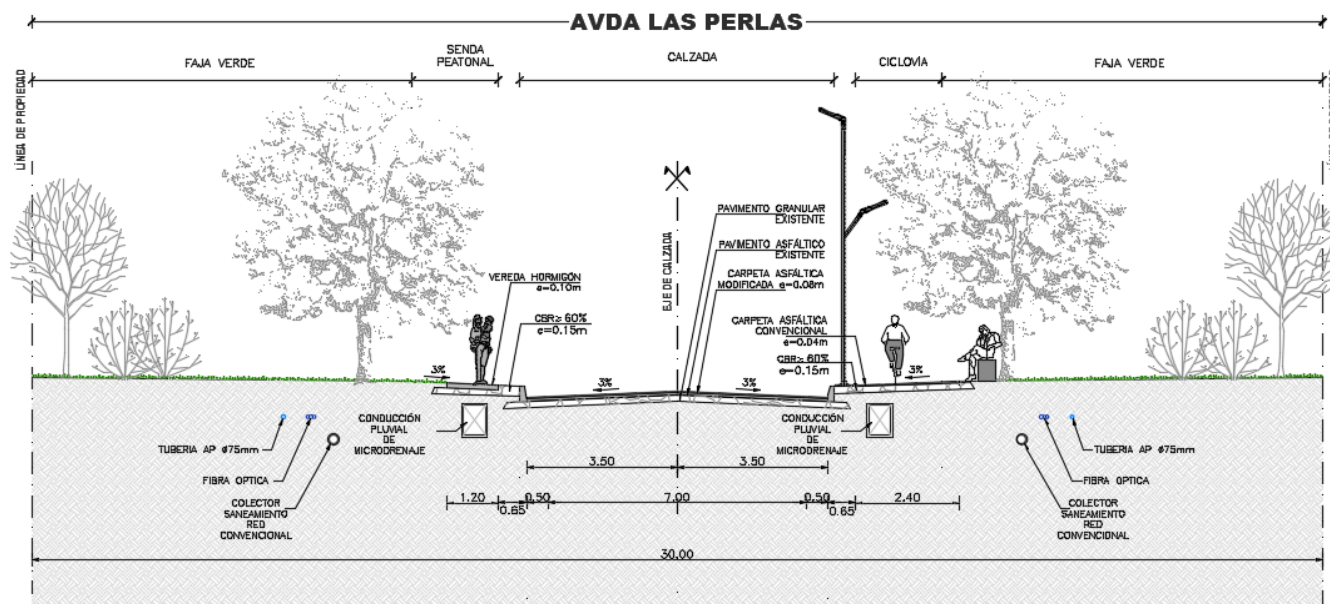 AVDA LAS PERLAS
FAJA VERDE
SENDA
PEATONAL
CALZADA
CICLOVÍA
FAJA VERDE
LÍNEA DE PROPIEDAD
EJE DE CALZADA
PAVIMENTO GRANULAR
EXISTENTE
PAVIMENTO ASFÁLTICO
EXISTENTE
CARPETA ASFÁLTICA
MODIFICADA e=0.08m
CARPETA ASFÁLTICA
CONVENCIONAL
e=0.04m
CBR≥ 60%
e=0.15m
VEREDA HORMIGÓN
e=0.10m
CBR≥ 60%
e=0.15m
3%
3%
3%
3%
CONDUCCIÓN
PLUVIAL
DE
MICRODRENAJE
CONDUCCIÓN
PLUVIAL
DE
MICRODRENAJE
TUBERIA AP Ø75mm
FIBRA OPTICA
COLECTOR
SANEAMIENTO
RED
CONVENCIONAL
TUBERIA AP Ø75mm
FIBRA OPTICA
COLECTOR
SANEAMIENTO
RED
CONVENCIONAL
3.50 3.50
1.20 0.65 0.50 7.00 0.50 0.65 2.40
30.00